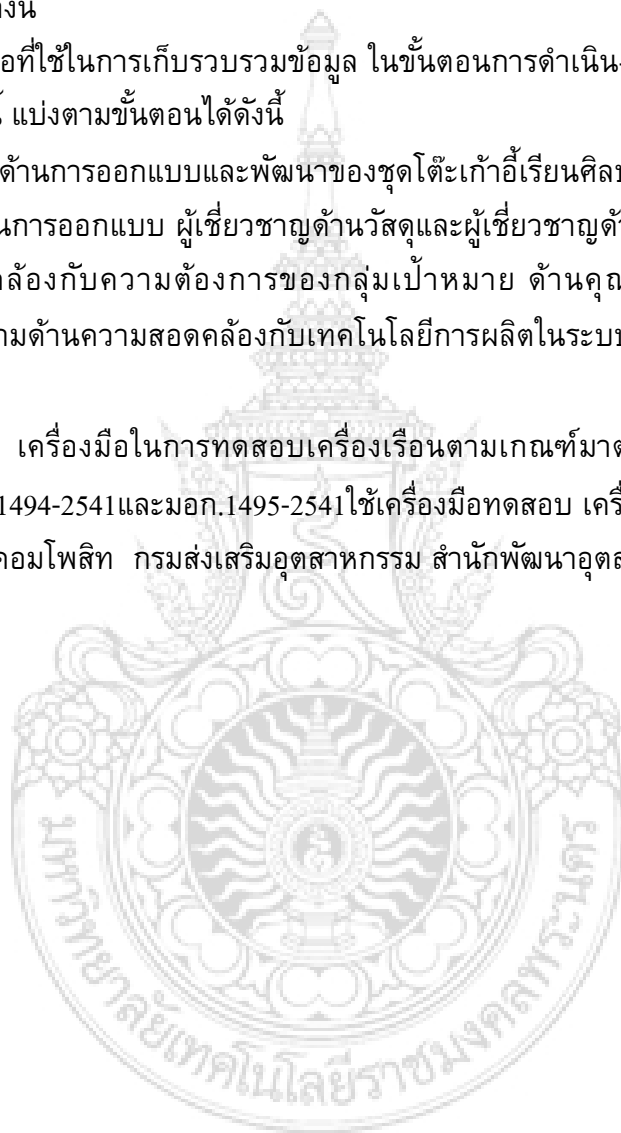 อที่ใช้ในการเก็บรวบรวมข้อมูล ในขั้นตอนการดำเนิน
แบ่งตามขั้นตอนได้ดังนี้
ด้านการออกแบบและพัฒนาของชุดโต๊ะเก้าอี้เรียนศิลป
นการออกแบบ ผู้เชี่ยวชาญด้านวัสดุและผู้เชี่ยวชาญด้
คล้องกับความต้องการของกลุ่มเป้าหมาย ด้านคุณ
ามด้านความสอดคล้องกับเทคโนโลยีการผลิตในระบ
เครื่องมือในการทดสอบเครื่องเรือนตามเกณฑ์มาต
1494-2541และมอก.1495-2541ใช้เครื่องมือทดสอบ เครื่
คอมโพสิท กรมส่งเสริมอุตสาหกรรม สำนักพัฒนาอุตส
มหาวิทยาลัยเทคโนโลยีราชมงคลพระนคร